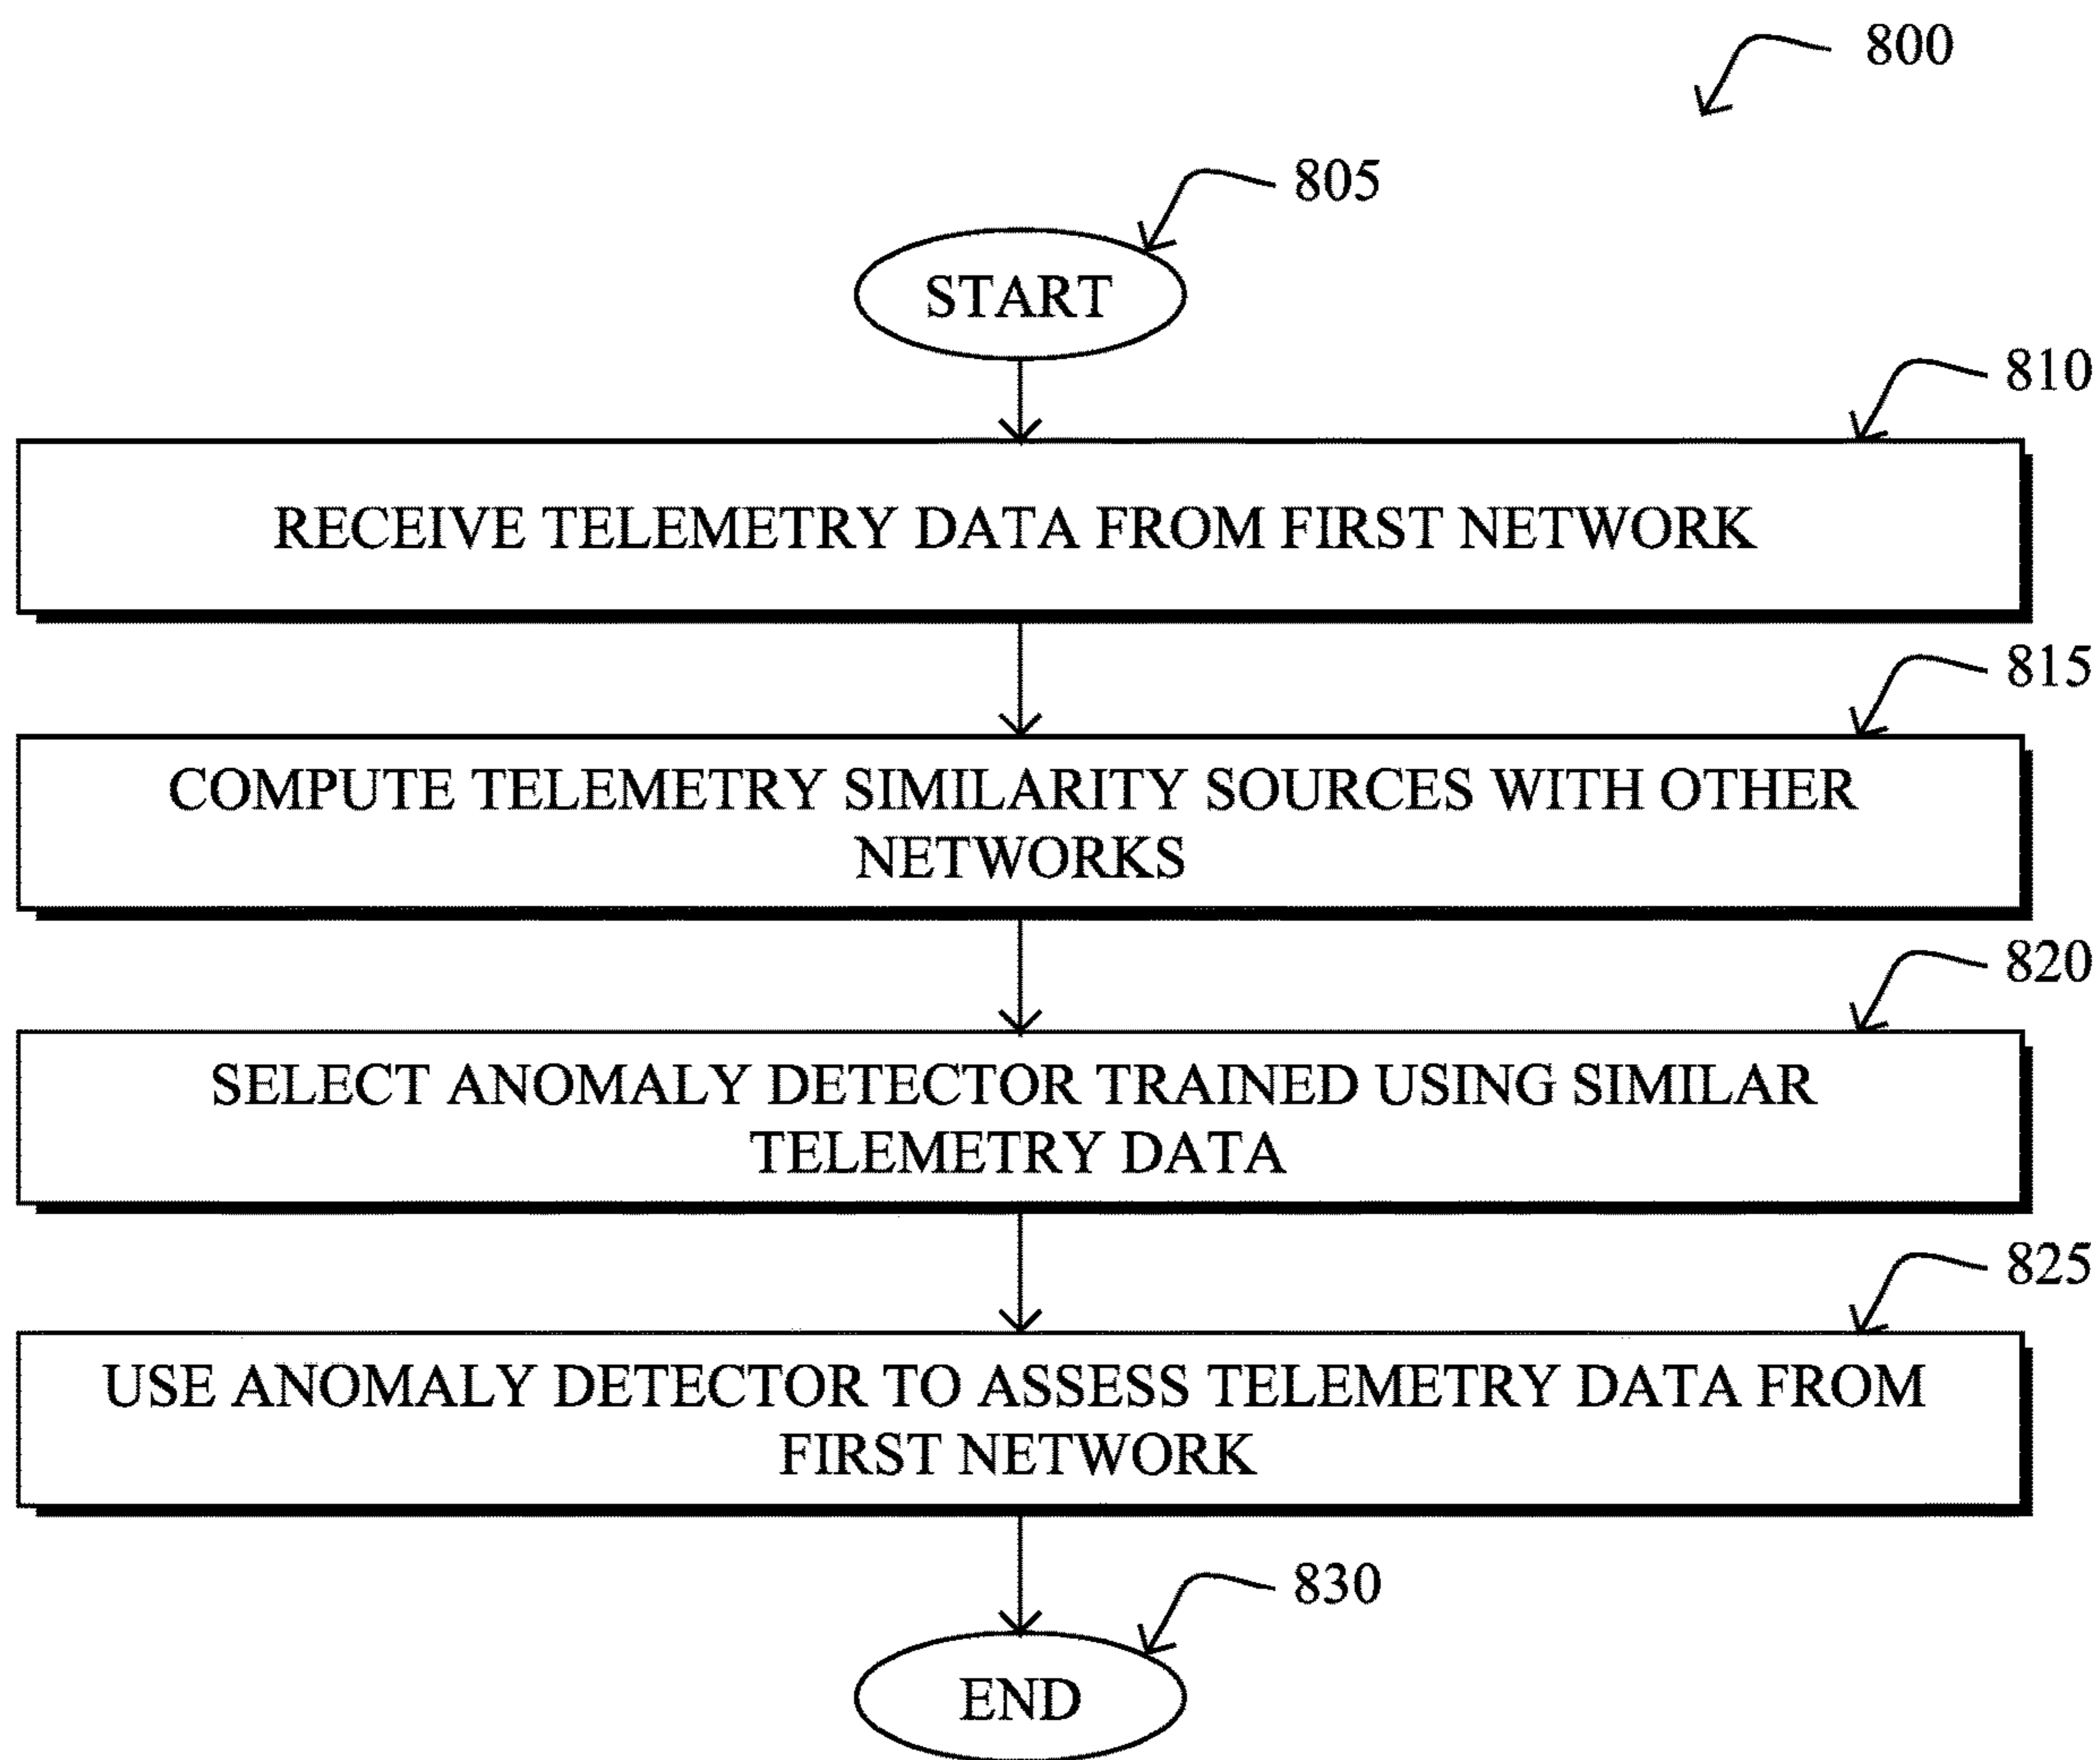 800
805
START
810
RECEIVE TELEMETRY DATA FROM FIRST NETWORK
815
COMPUTE TELEMETRY SIMILARITY SOURCES WITH OTHER
NETWORKS
820
SELECT ANOMALY DETECTOR TRAINED USING SIMILAR
TELEMETRY DATA
825
USE ANOMALY DETECTOR TO ASSESS TELEMETRY DATA FROM
FIRST NETWORK
830
END